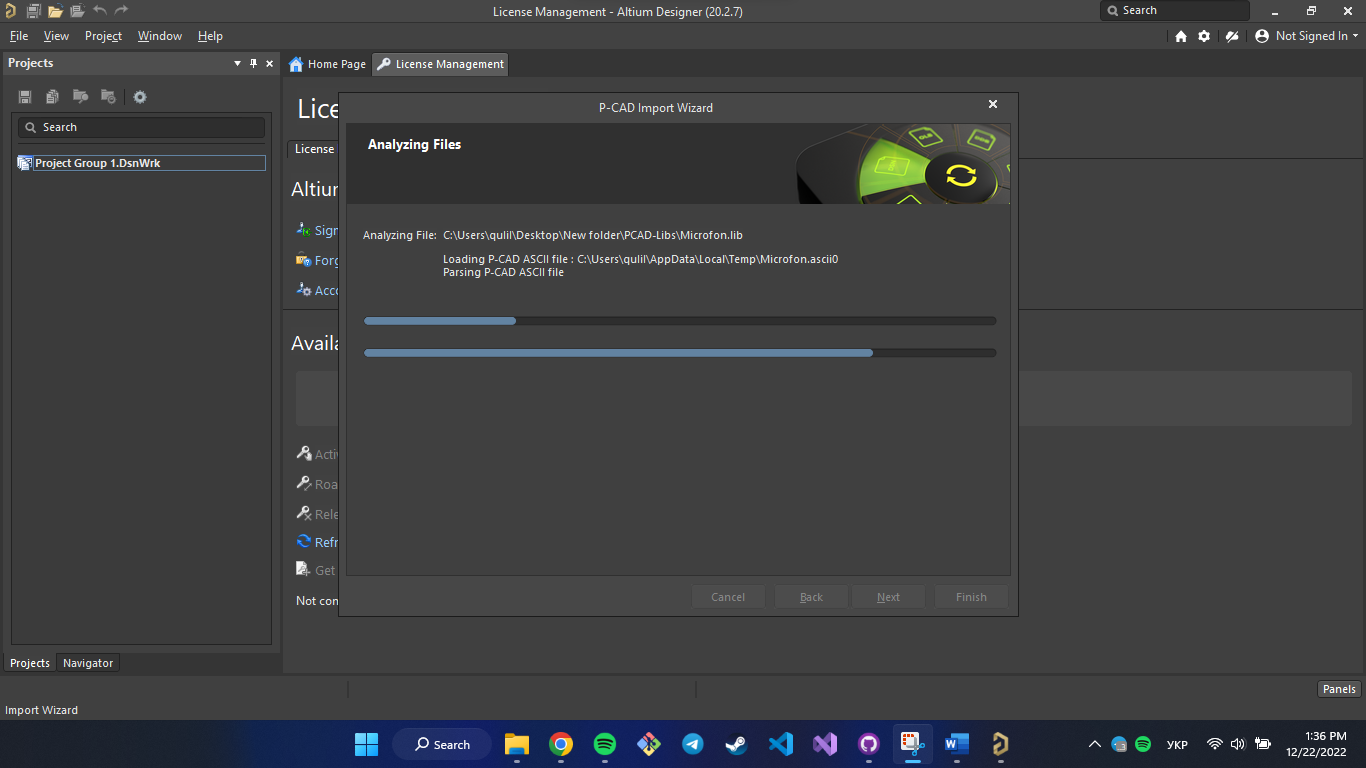 License Management - Altium Designer (20.2.7)
Search
File View Project Window Help
Not Signed In
Projects
Home Page
License Management
Search
Project Group 1.DsnWrk
Lice
License
Altiun
Sign
Forg
Acco
Availa
Activ
Roa
Rele
Refr
Get
Not con
P-CAD Import Wizard
Analyzing Files
Analyzing File: C:\Users\qulil\Desktop\New folder\PCAD-Libs\Microfon.lib
Loading P-CAD ASCII file : C:\Users\qulil\AppData\Local\Temp\Microfon.ascii0
Parsing P-CAD ASCII file
Cancel Back Next Finish
Projects Navigator
Panels
Import Wizard
Search
УКР
1:36 PM
12/22/2022